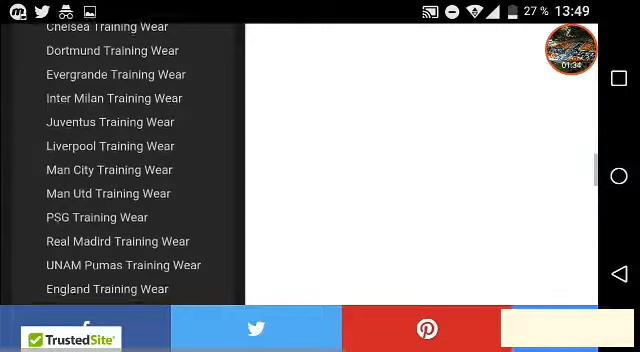 27 % 13:49
Chelsea Training Wear
Dortmund Training Wear
01:34
Evergrande Training Wear
Inter Milan Training Wear
Juventus Training Wear
Liverpool Training Wear
Man City Training Wear
Man Utd Training Wear
PSG Training Wear
Real Madird Training Wear
UNAM Pumas Training Wear
England Training Wear
TrustedSite